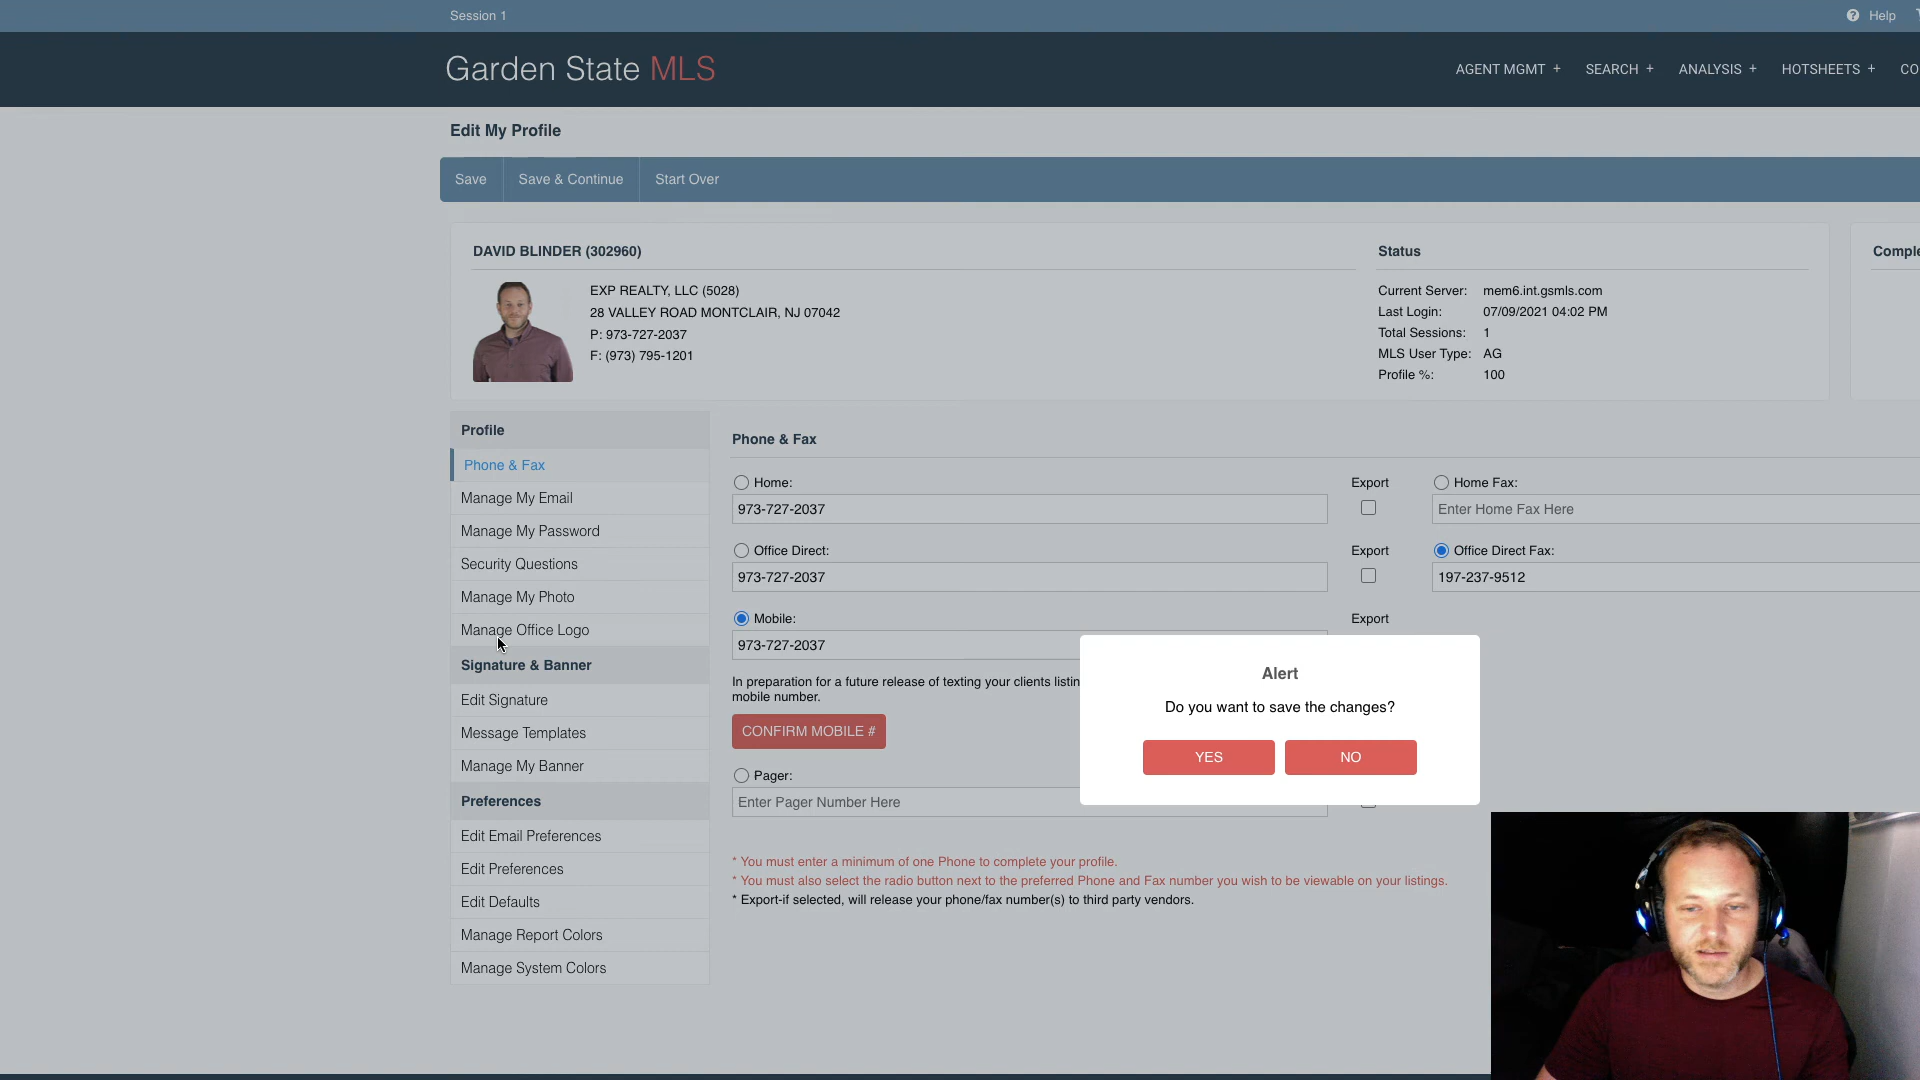 Session 1
Help
Garden State MLS
AGENT MGMT +
SEARCH +
ANALYSIS +
HOTSHEETS +
CO
Edit My Profile
Save
Save & Continue
Start Over
DAVID BLINDER (302960)
EXP REALTY, LLC (5028)
28 VALLEY ROAD MONTCLAIR, NJ 07042
P: 973-727-2037
F: (973) 795-1201
Status
Current Server: mem6.int.gsmls.com
Last Login: 07/09/2021 04:02 PM
Total Sessions: 1
MLS User Type: AG
Profile %: 100
Comple
Profile
Phone & Fax
Manage My Email
Manage My Password
Security Questions
Manage My Photo
Manage Office Logo
Signature & Banner
Edit Signature
Message Templates
Manage My Banner
Preferences
Edit Email Preferences
Edit Preferences
Edit Defaults
Manage Report Colors
Manage System Colors
Phone & Fax
Home:
973-727-2037
Export
Home Fax:
Enter Home Fax Here
Office Direct:
973-727-2037
Export
Office Direct Fax:
197-237-9512
Mobile:
973-727-2037
Export
In preparation for a future release of texting your clients listin
mobile number.
CONFIRM MOBILE #
Pager:
Enter Pager Number Here
Alert
Do you want to save the changes?
YES
NO
* You must enter a minimum of one Phone to complete your profile.
* You must also select the radio button next to the preferred Phone and Fax number you wish to be viewable on your listings.
* Export-if selected, will release your phone/fax number(s) to third party vendors.